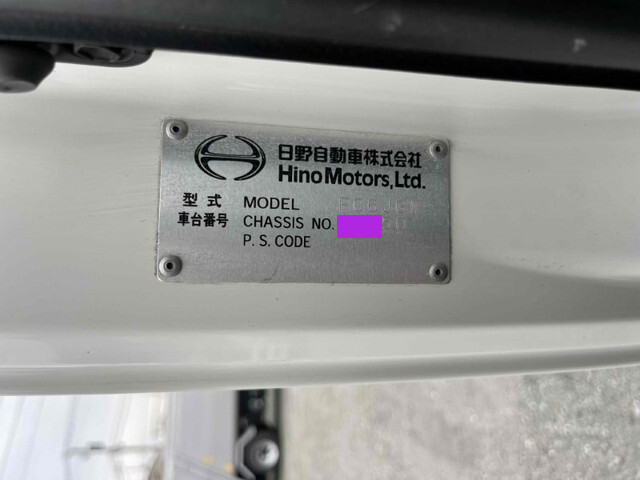 日野自動車株式会社
Hino Motors, Ltd.
型式 MODEL
車台番号 CHASSIS NO.
P. S. CODE